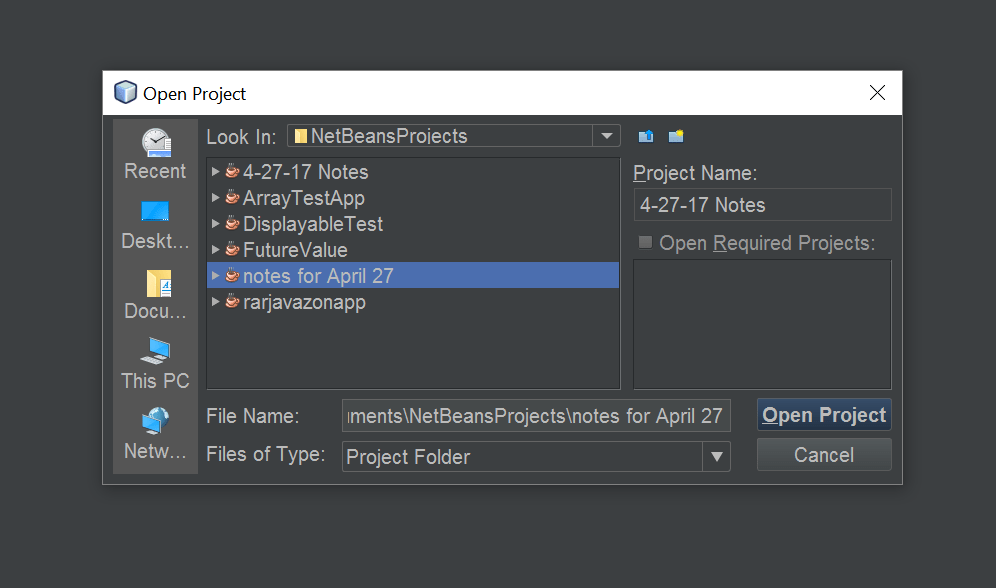 Open Project
Look In: NetBeansProjects
Recent
Deskt...
Docu...
This PC
Netw...
4-27-17 Notes
ArrayTestApp
DisplayableTest
FutureValue
notes for April 27
rarjavazonapp
Project Name:
4-27-17 Notes
Open Required Projects:
File Name: ments\NetBeansProjects\notes for April 27
Files of Type: Project Folder
Open Project
Cancel